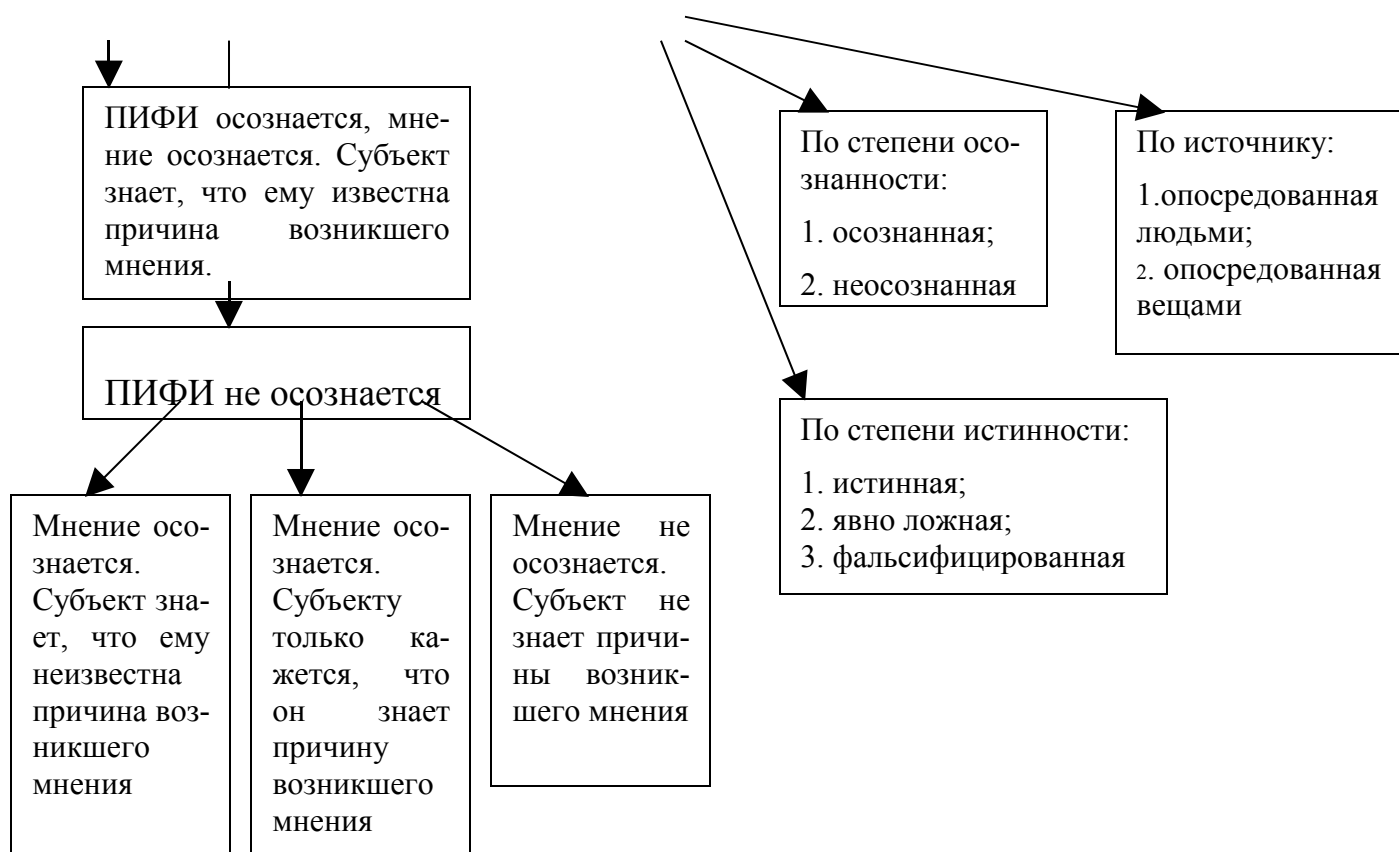 ПИФИ осознается, мне-
ние осознается. Субъект
знает, что ему известна
причина возникшего
мнения.
ПИФИ не осознается
Мнение осо-
знается.
Субъект зна-
ет, что ему
неизвестна
причина воз-
никшего
мнения
Мнение осо-
знается.
Субъекту
только ка-
жется, что
он знает
причину
возникшего
мнения
Мнение не
осознается.
Субъект не
знает причи-
ны возник-
шего мнения
По степени осо-
знанности:
1. осознанная;
2. неосознанная
По источнику:
1.опосредованная
людьми;
2. опосредованная
вещами
По степени истинности:
1. истинная;
2. явно ложная;
3. фальсифицированная